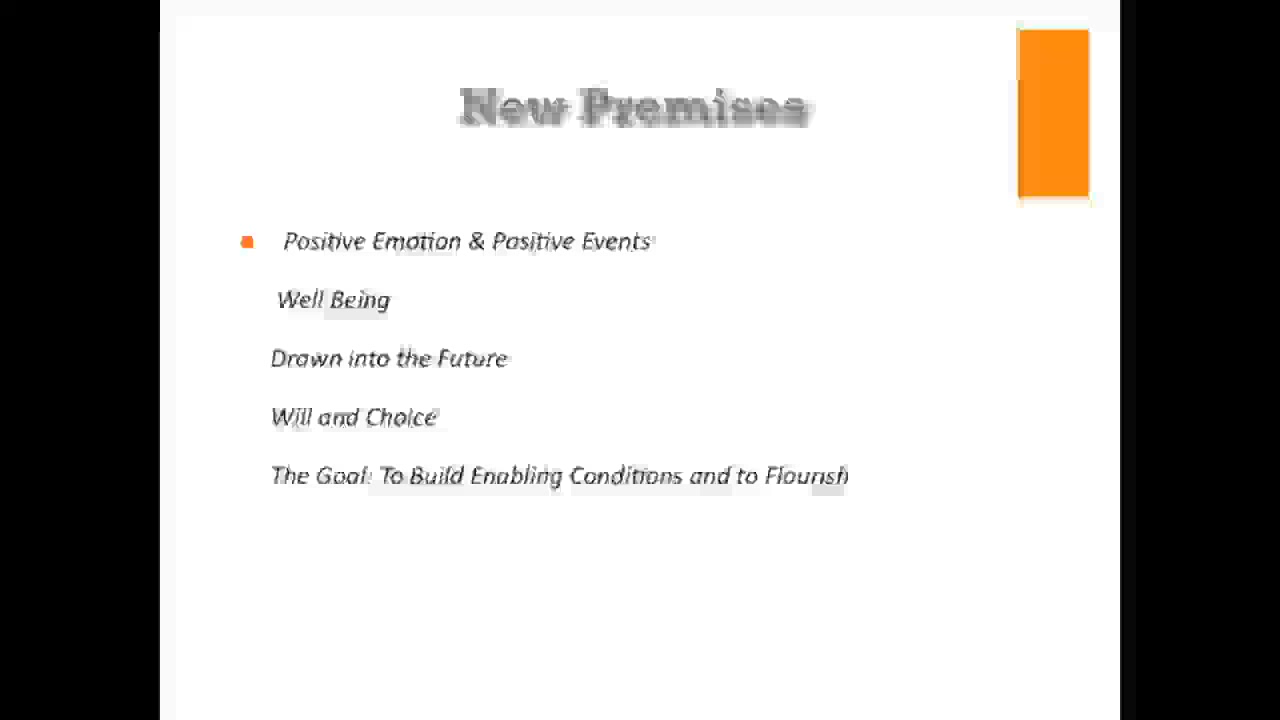 New Premises
Positive Emotion & Positive Events
Well Being
Drawn into the Future
Will and Choice
The Goal: To Build Enabling Conditions and to Flourish